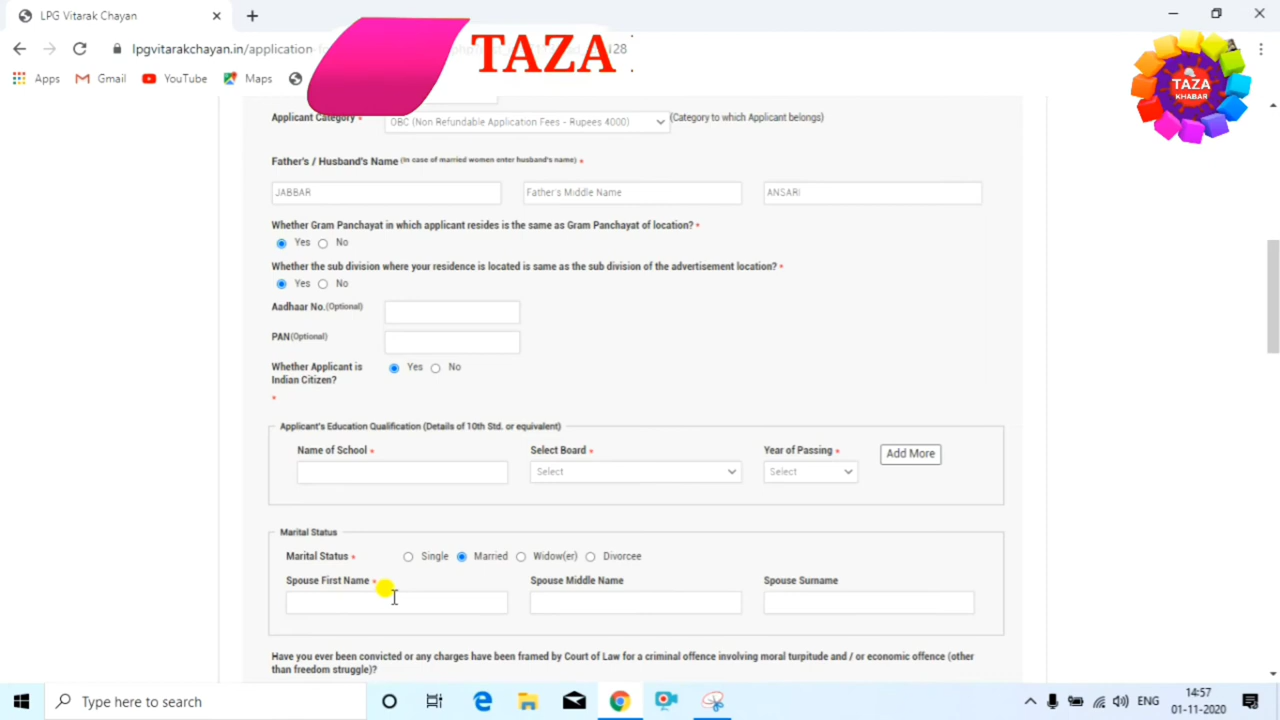 LPG Vitarak Chayan
lpgvitarakchayan.in/application
TAZA
28
Apps
Gmail
YouTube
Maps
TAZA
KHABAR
Applicant Category *
OBC (Non Refundable Application Fees - Rupees 4000)
(Category to which Applicant belongs)
Father's / Husband's Name (In case of married women enter husband's name) *
JABBAR
Father's Middle Name
ANSARI
Whether Gram Panchayat in which applicant resides is the same as Gram Panchayat of location? *
Yes No
Whether the sub division where your residence is located is same as the sub division of the advertisement location? *
Yes No
Aadhaar No.(Optional)
PAN(Optional)
Whether Applicant is
Indian Citizen?
Yes No
*
Applicant's Education Qualification (Details of 10th Std. or equivalent)
Name of School * Select Board * Year of Passing *
Add More
Select
Select
Marital Status
Marital Status * Single Married Widow(er) Divorcee
Spouse First Name * Spouse Middle Name Spouse Surname
Have you ever been convicted or any charges have been framed by Court of Law for a criminal offence involving moral turpitude and / or economic offence (other
than freedom struggle)?
Type here to search
ENG
14:57
01-11-2020